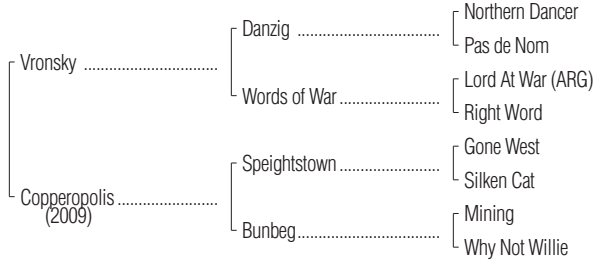 Northern Dancer
Danzig ................................
Pas de Nom
Vronsky ..............................
Lord At War (ARG)
Words of War ......................
Right Word
Gone West
Speightstown ......................
Silken Cat
Copperopolis ......................
(2009)
Mining
Bunbeg ................................
Why Not Willie